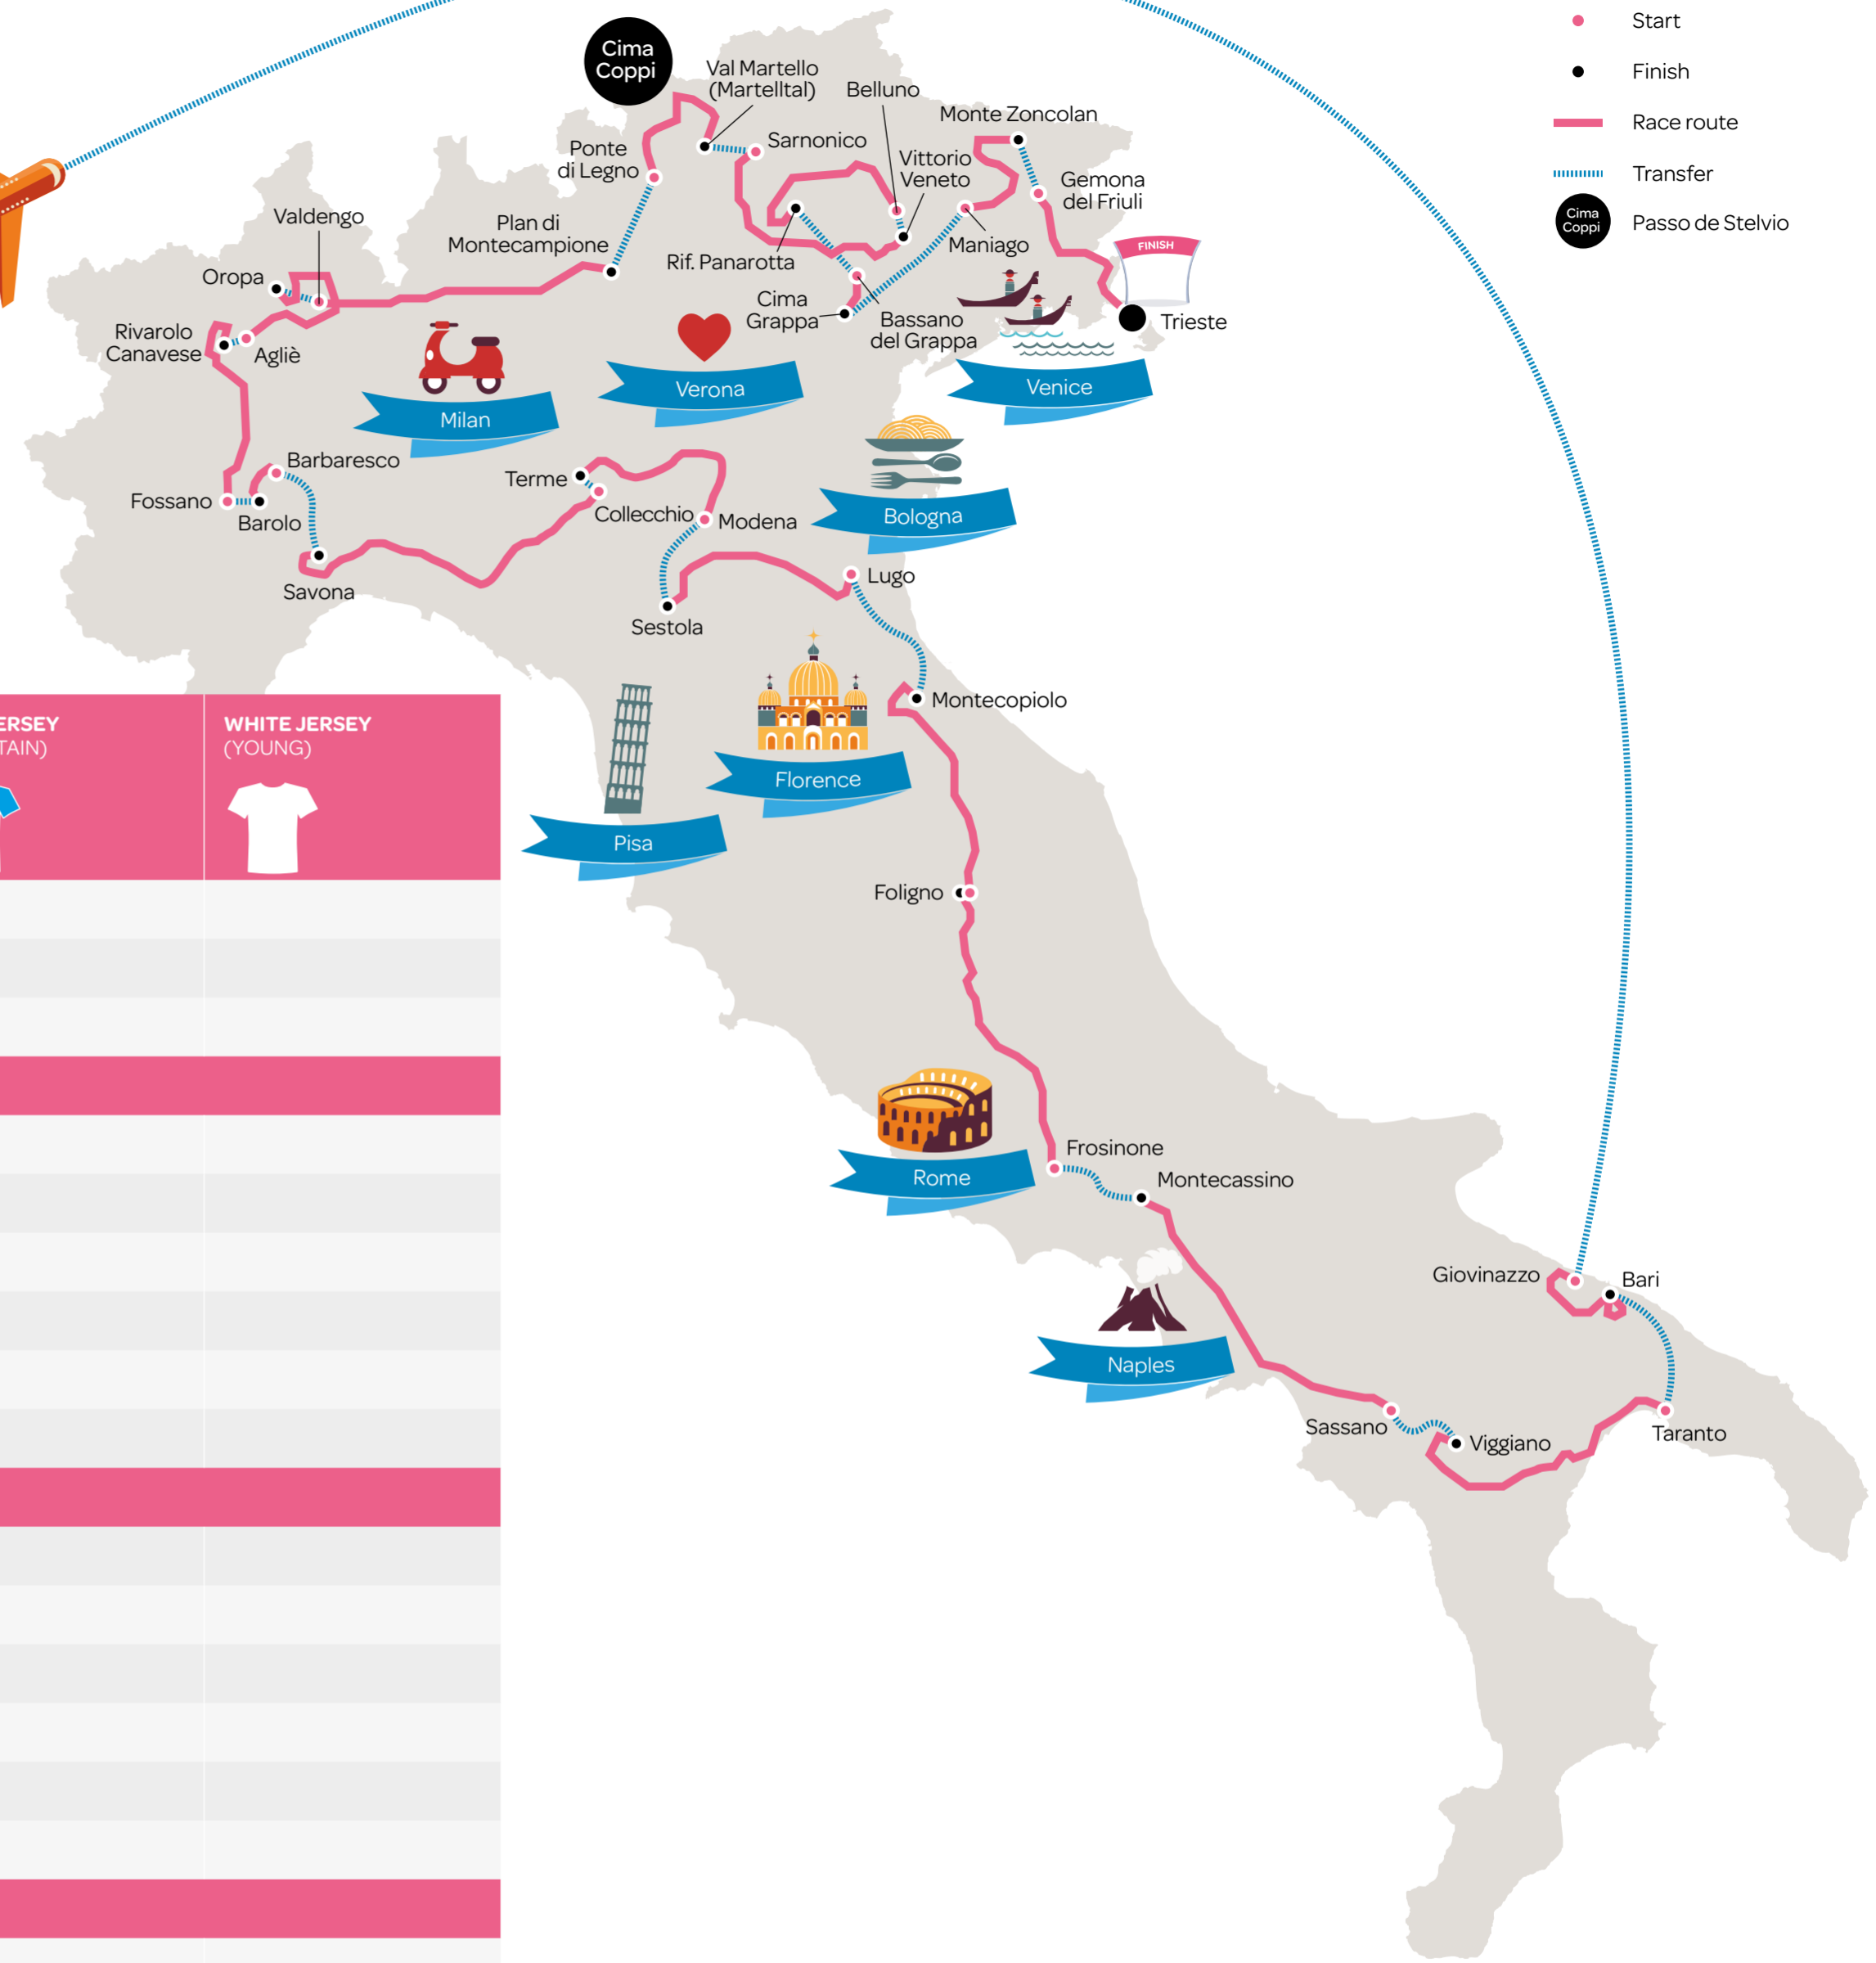 Start
Finish
Race route
Transfer
Cima
Coppi
Passo de Stelvio
Cima
Coppi
Val Martello
(Martelltal)
Belluno
Monte Zoncolan
Sarnonico
Ponte
di Legno
Vittorio
Veneto
Gemona
del Friuli
Valdengo
Plan di
Montecampione
Maniago
FINISH
Oropa
Rif. Panarotta
Cima
Grappa
Bassano
del Grappa
Trieste
Rivarolo
Canavese
Agliè
Milan
Verona
Venice
Barbaresco
Terme
Fossano
Barolo
Collecchio
Modena
Bologna
Savona
Lugo
Sestola
Montecopiolo
ERSEY
TAIN)
WHITE JERSEY
(YOUNG)
Florence
Pisa
Foligno
Frosinone
Rome
Montecassino
Giovinazzo
Bari
Naples
Sassano
Viggiano
Taranto